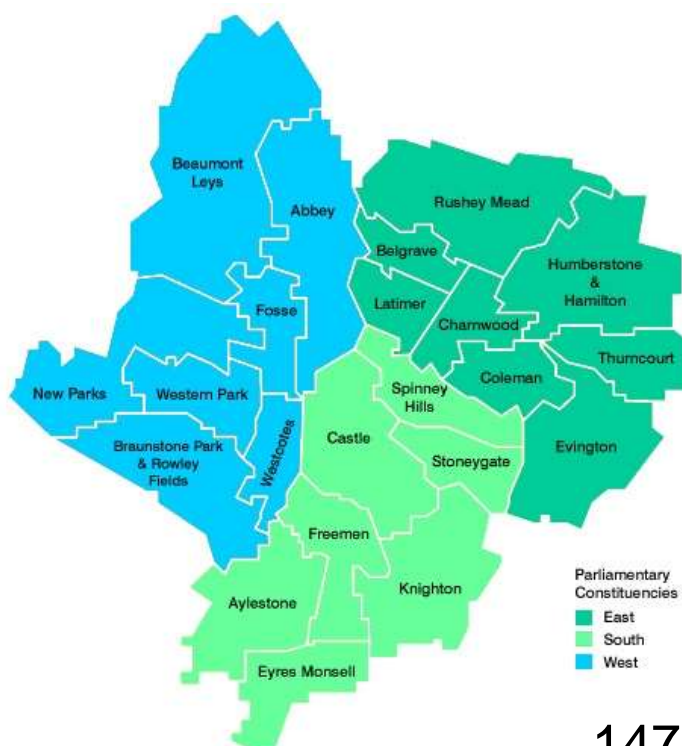 Beaumont
Leys
Abbey
Rushey Mead
Belgrave
Humberstone
&
Hamilton
Latimer
Fosse
Charnwood
Thurncourt
New Parks
Western Park
Spinney
Hills
Coleman
Castle
Westcotes
Braunstone Park
& Rowley
Fields
Stoneygate
Evington
Freemen
Knighton
Aylestone
Eyres Monsell
Parliamentary
Constituencies
East
South
West
147